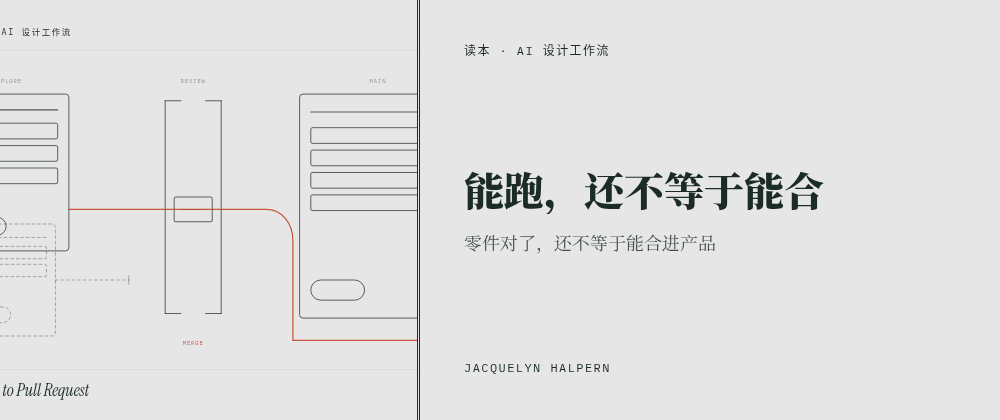 AI 设计工作流
PLORE
REVIEW
MAIN
MERGE
to Pull Request
读本 · AI 设计工作流
能跑，还不等于能合
零件对了，还不等于能合进产品
JACQUELYN HALPERN